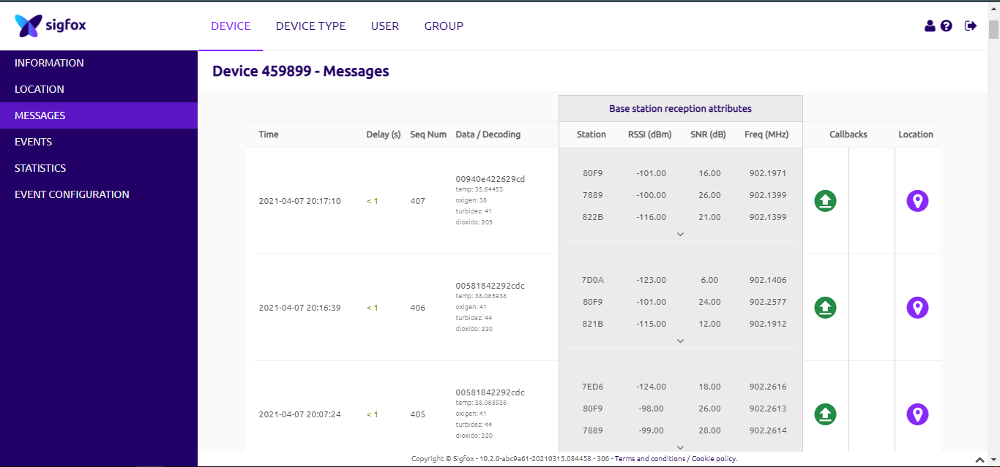 sigfox
DEVICE DEVICE TYPE USER GROUP
INFORMATION
LOCATION
MESSAGES
EVENTS
STATISTICS
EVENT CONFIGURATION
Device 459899 - Messages
Base station reception attributes
Time Delay (s) Seq Num Data / Decoding Station RSSI (dBm) SNR (dB) Freq (MHz) Callbacks Location
2021-04-07 20:17:10 < 1 407
00940e422629cd
temp: 35.64453
oxigen: 38
turbidez: 41
dioxido: 205
80F9 -101.00 16.00 902.1971
7889 -100.00 26.00 902.1399
822B -116.00 21.00 902.1399
2021-04-07 20:16:39 < 1 406
00581842292cdc
temp: 38.085938
oxigen: 41
turbidez: 44
dioxido: 220
7D0A -123.00 6.00 902.1406
80F9 -101.00 24.00 902.2577
821B -115.00 12.00 902.1912
2021-04-07 20:07:24 < 1 405
00581842292cdc
temp: 38.085938
oxigen: 41
turbidez: 44
dioxido: 220
7ED6 -124.00 18.00 902.2616
80F9 -98.00 26.00 902.2613
7889 -99.00 28.00 902.2614
Copyright © Sigfox - 10.2.0-abc9a61-20210315.084458 - 306 - Terms and conditions / Cookie policy.